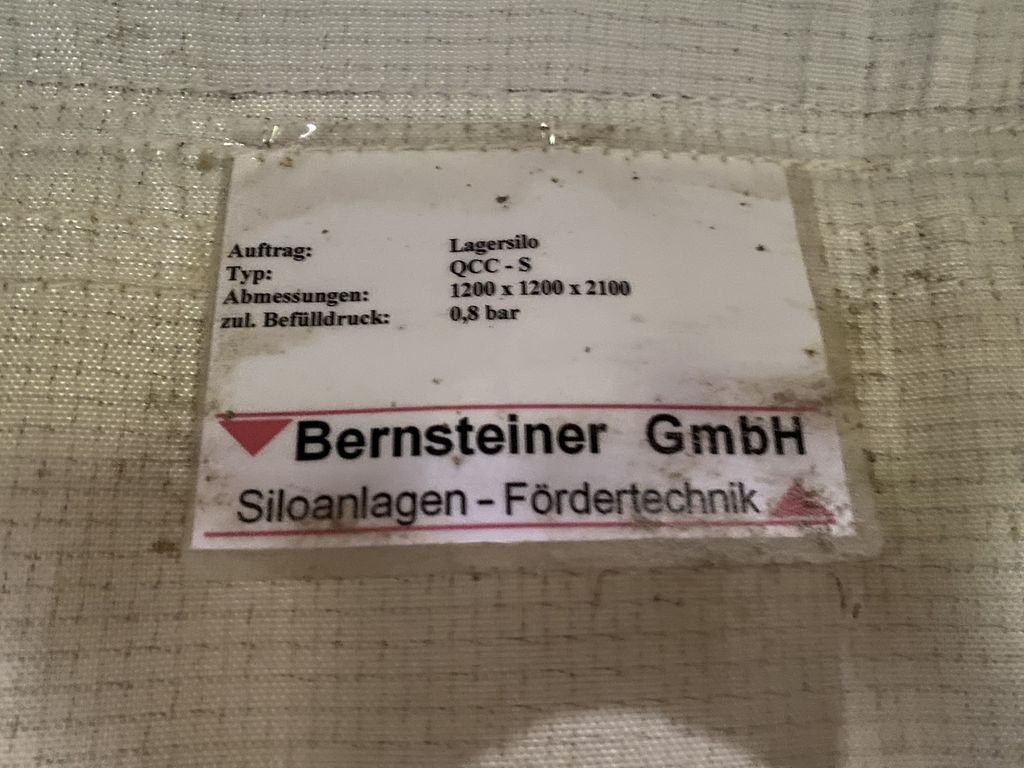 Auftrag: Lagersilo
Typ: QCC - S
Abmessungen: 1200 x 1200 x 2100
zul. Befülldruck: 0,8 bar
Bernsteiner GmbH
Siloanlagen - Fördertechnik